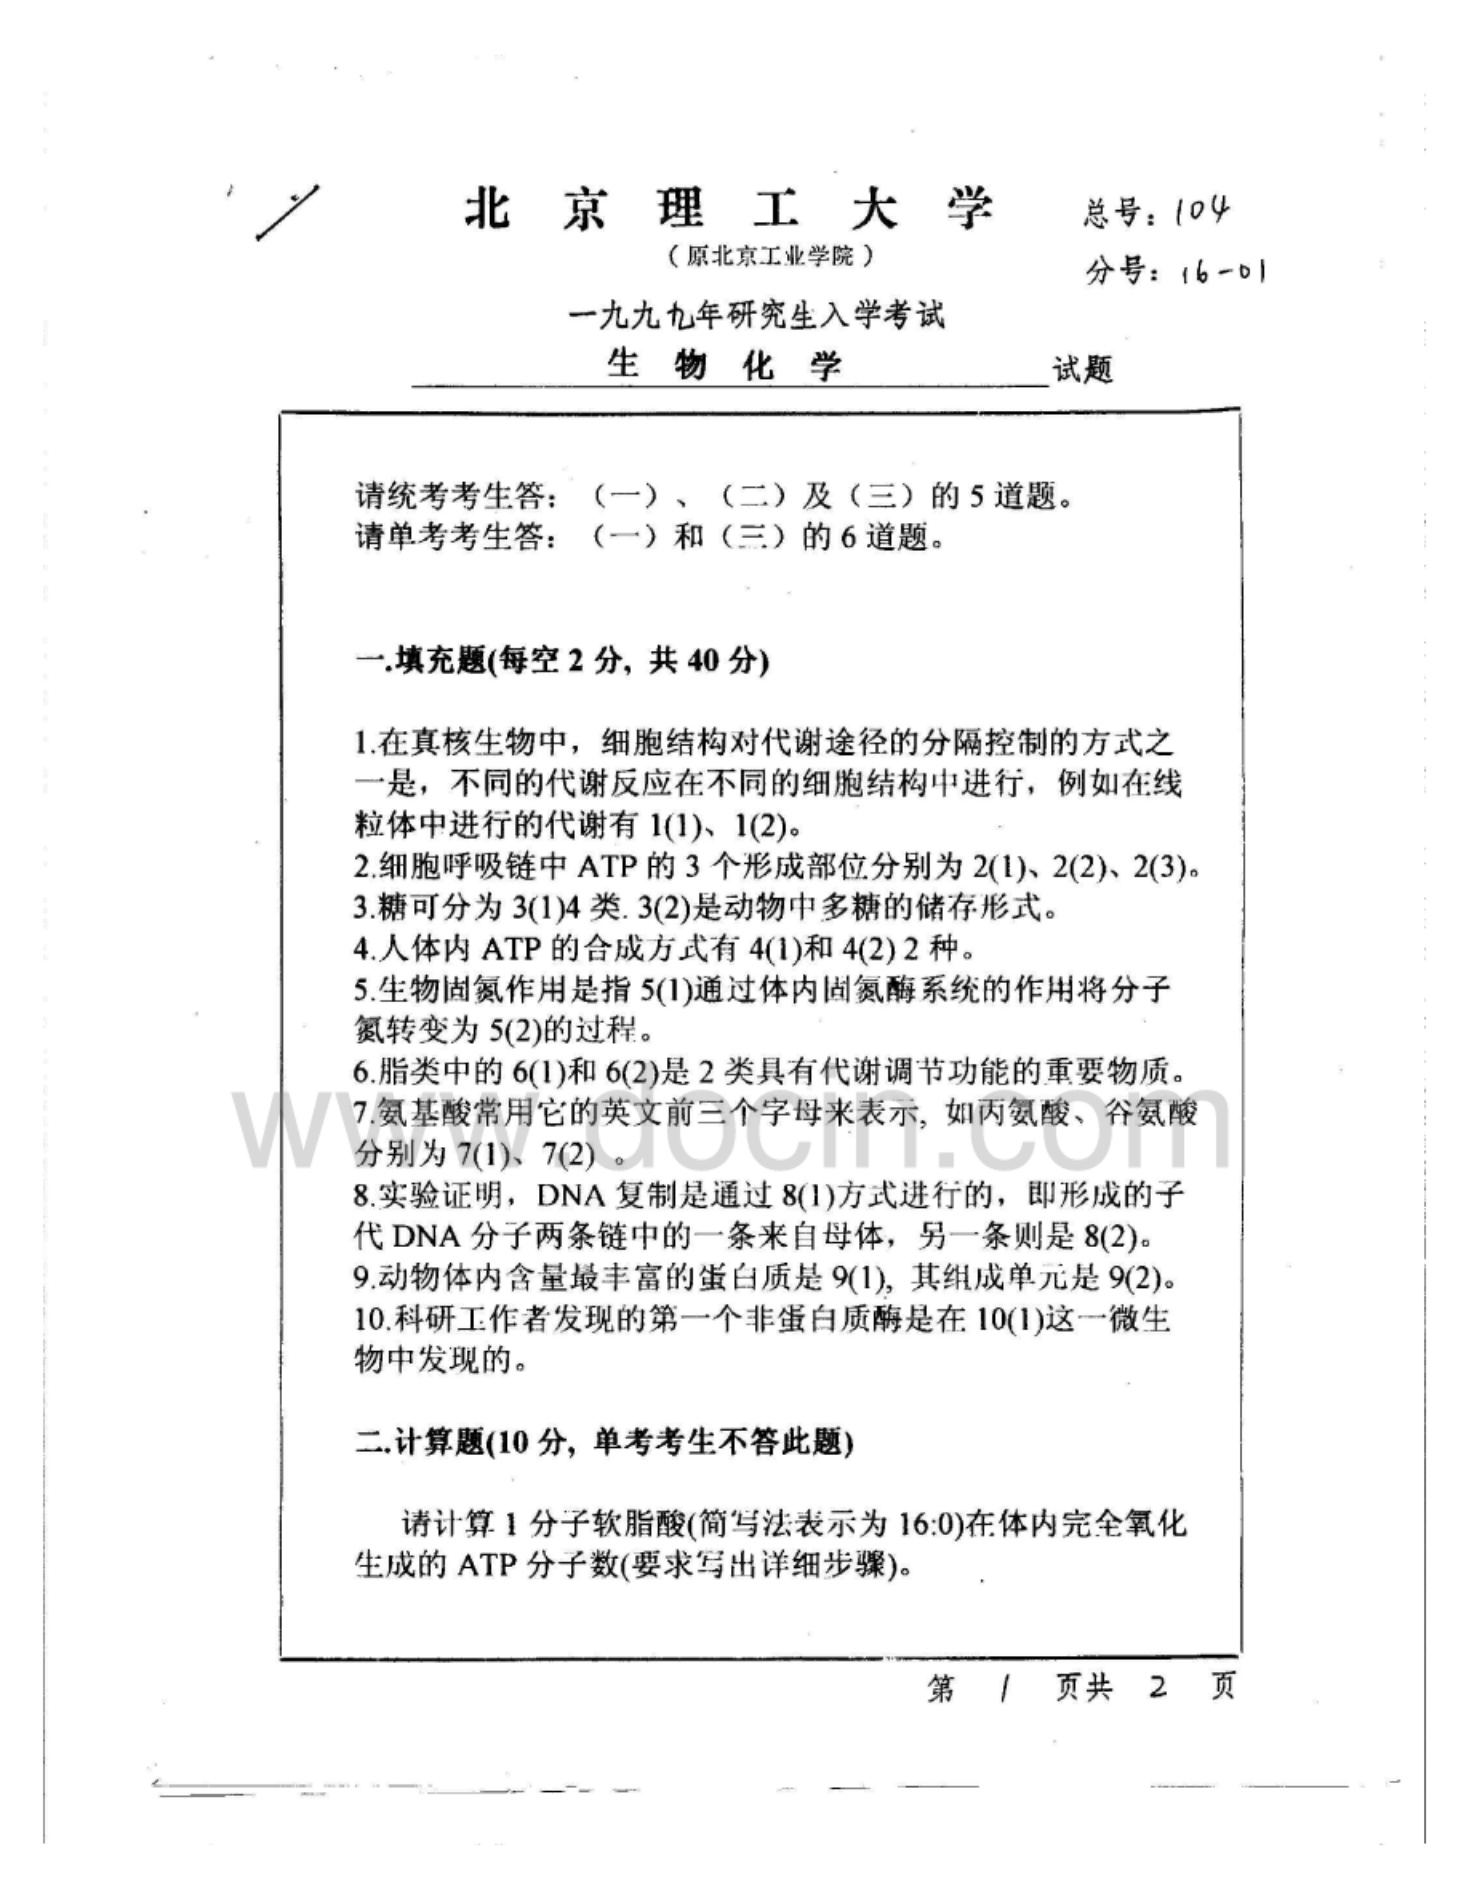 北京理工大学
总号：104
（原北京工业学院）
分号：16-01
一九九九年研究生入学考试
生物化学 试题
请统考考生答：（一）、（二）及（三）的 5 道题。
请单考考生答：（一）和（三）的 6 道题。
一.填充题(每空 2 分, 共 40 分)
1.在真核生物中，细胞结构对代谢途径的分隔控制的方式之
一是，不同的代谢反应在不同的细胞结构中进行，例如在线
粒体中进行的代谢有 1(1)、1(2)。
2.细胞呼吸链中 ATP 的 3 个形成部位分别为 2(1)、2(2)、2(3)。
3.糖可分为 3(1)4 类. 3(2)是动物中多糖的储存形式。
4.人体内 ATP 的合成方式有 4(1)和 4(2) 2 种。
5.生物固氮作用是指 5(1)通过体内固氮酶系统的作用将分子
氮转变为 5(2)的过程。
6.脂类中的 6(1)和 6(2)是 2 类具有代谢调节功能的重要物质。
www.docin.com
7.氨基酸常用它的英文前三个字母来表示, 如丙氨酸、谷氨酸
分别为 7(1)、7(2) 。
8.实验证明，DNA 复制是通过 8(1)方式进行的，即形成的子
代 DNA 分子两条链中的一条来自母体，另一条则是 8(2)。
9.动物体内含量最丰富的蛋白质是 9(1), 其组成单元是 9(2)。
10.科研工作者发现的第一个非蛋白质酶是在 10(1)这一微生
物中发现的。
二.计算题(10 分, 单考考生不答此题)
请计算 1 分子软脂酸(简写法表示为 16:0)在体内完全氧化
生成的 ATP 分子数(要求写出详细步骤)。
第 1 页共 2 页